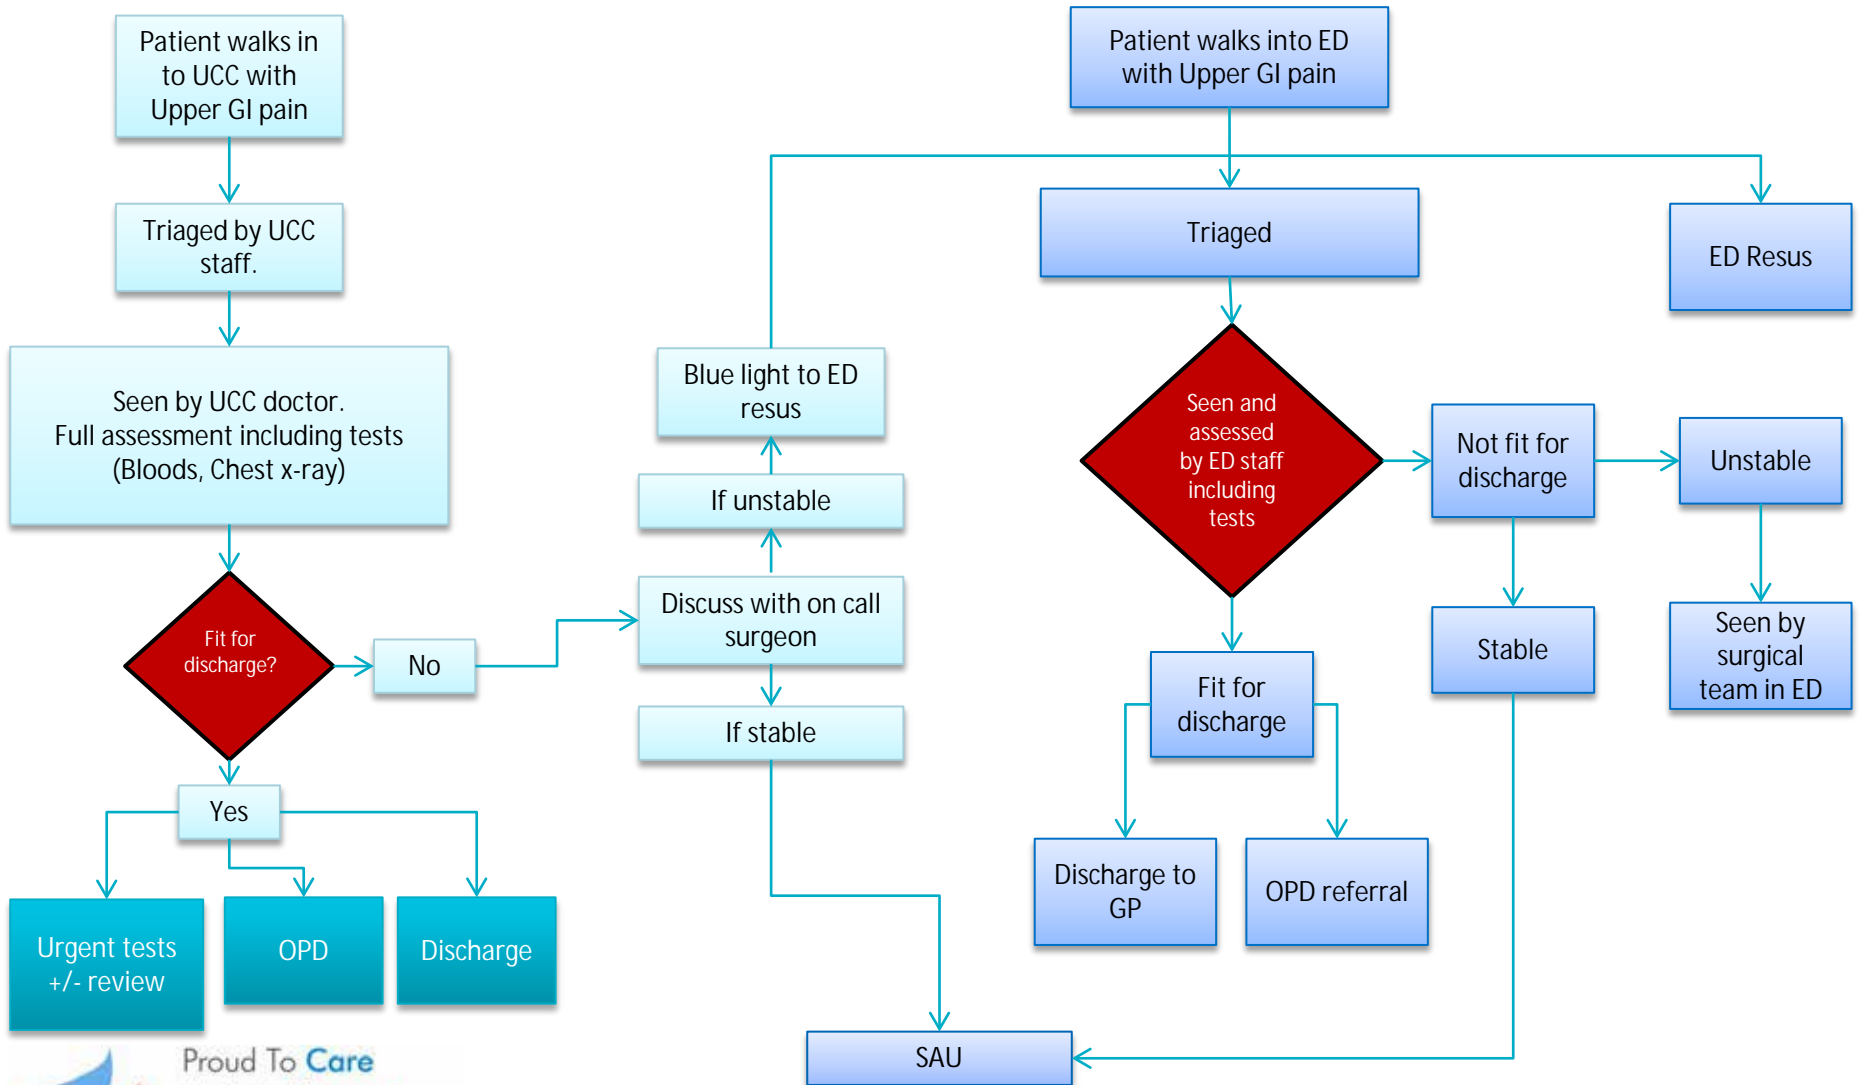 Patient walks in
to UCC with
Upper GI pain
Triaged by UCC
staff.
Seen by UCC doctor.
Full assessment including tests
(Bloods, Chest x-ray)
Fit for
discharge?
No
Yes
Urgent tests
+/- review
OPD
Discharge
Blue light to ED
resus
If unstable
Discuss with on call
surgeon
If stable
Patient walks into ED
with Upper GI pain
Triaged
ED Resus
Seen and
assessed
by ED staff
including
tests
Not fit for
discharge
Unstable
Stable
Seen by
surgical
team in ED
Fit for
discharge
Discharge to
GP
OPD referral
SAU
Proud To Care